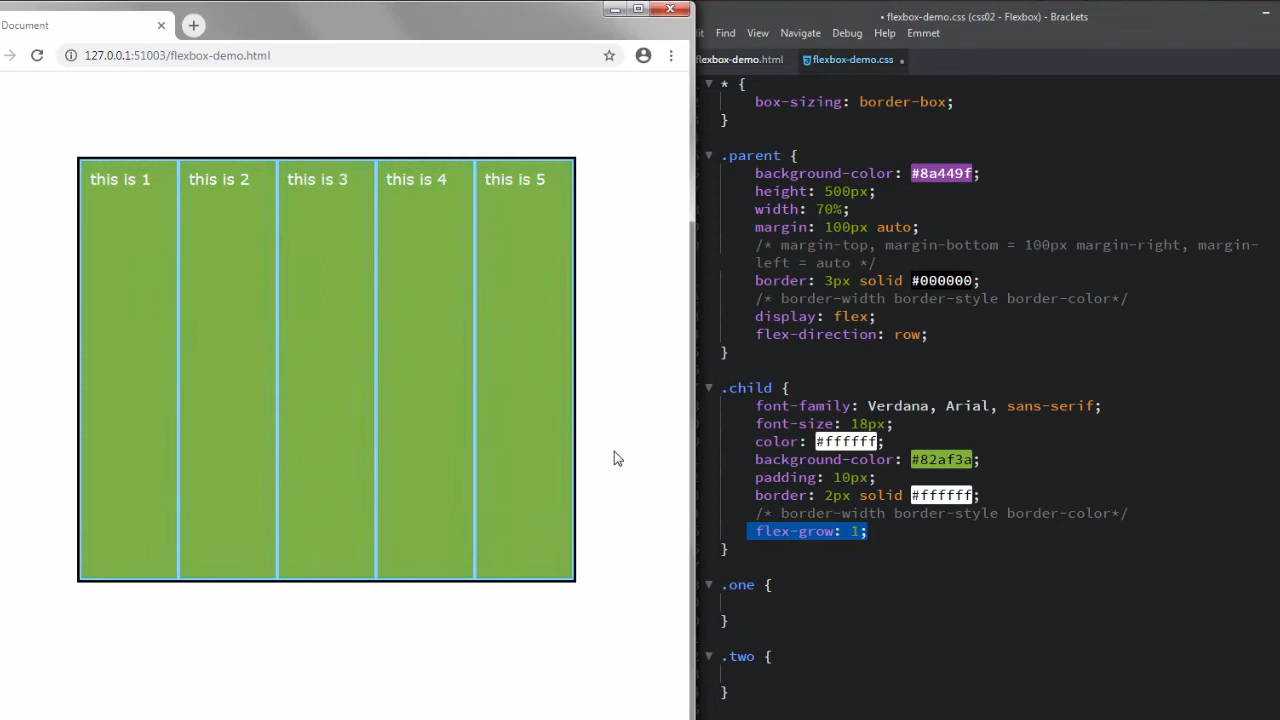 Document
127.0.0.1:51003/flexbox-demo.html
this is 1
this is 2
this is 3
this is 4
this is 5
• flexbox-demo.css (css02 - Flexbox) - Brackets
it Find View Navigate Debug Help Emmet
flexbox-demo.html flexbox-demo.css •
* {
box-sizing: border-box;
}
.parent {
background-color: #8a449f;
height: 500px;
width: 70%;
margin: 100px auto;
/* margin-top, margin-bottom = 100px margin-right, margin-
left = auto */
border: 3px solid #000000;
/* border-width border-style border-color*/
display: flex;
flex-direction: row;
}
.child {
font-family: Verdana, Arial, sans-serif;
font-size: 18px;
color: #ffffff;
background-color: #82af3a;
padding: 10px;
border: 2px solid #ffffff;
/* border-width border-style border-color*/
flex-grow: 1;
}
.one {
}
.two {
}